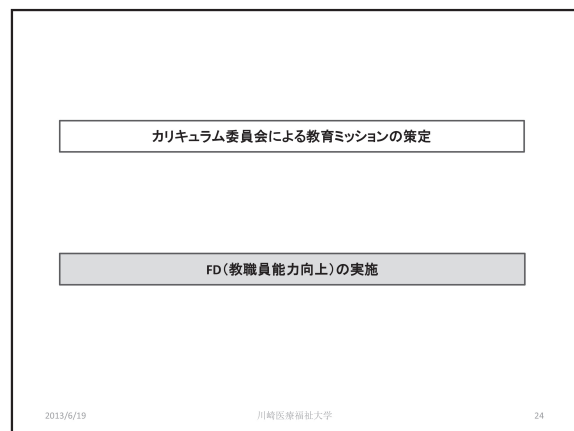 カリキュラム委員会による教育ミッションの策定
FD(教職員能力向上)の実施
2013/6/19 川崎医療福祉大学 24